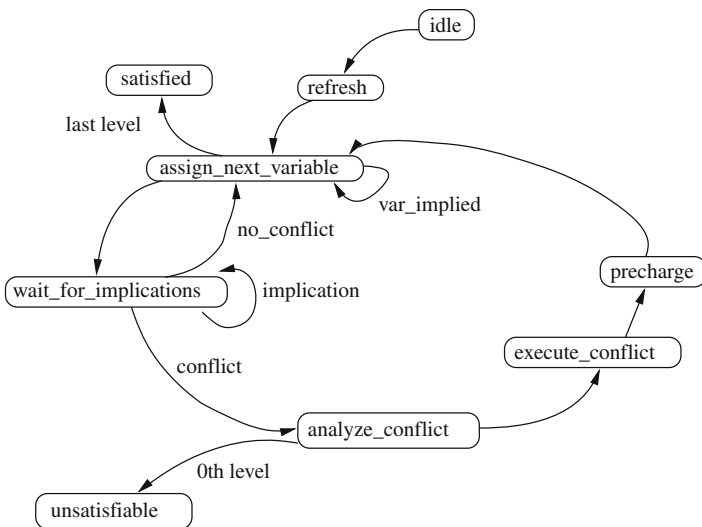 idle
satisfied
refresh
last level
assign_next_variable
var_implied
no_conflict
precharge
wait_for_implications
implication
execute_conflict
conflict
analyze_conflict
0th level
unsatisfiable